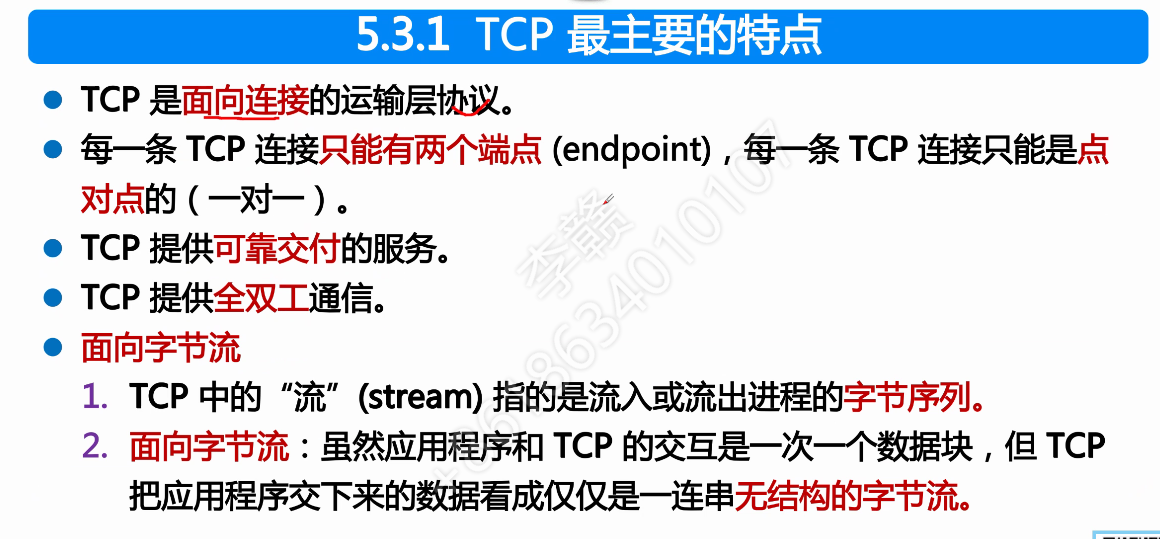 5.3.1 TCP 最主要的特点
TCP 是面向连接的运输层协议。
每一条 TCP 连接只能有两个端点 (endpoint)，每一条 TCP 连接只能是点
对点的（一对一）。
TCP 提供可靠交付的服务。
TCP 提供全双工通信。
面向字节流
1. TCP 中的“流”(stream) 指的是流入或流出进程的字节序列。
2. 面向字节流：虽然应用程序和 TCP 的交互是一次一个数据块，但 TCP
把应用程序交下来的数据看成仅仅是一连串无结构的字节流。
李赣